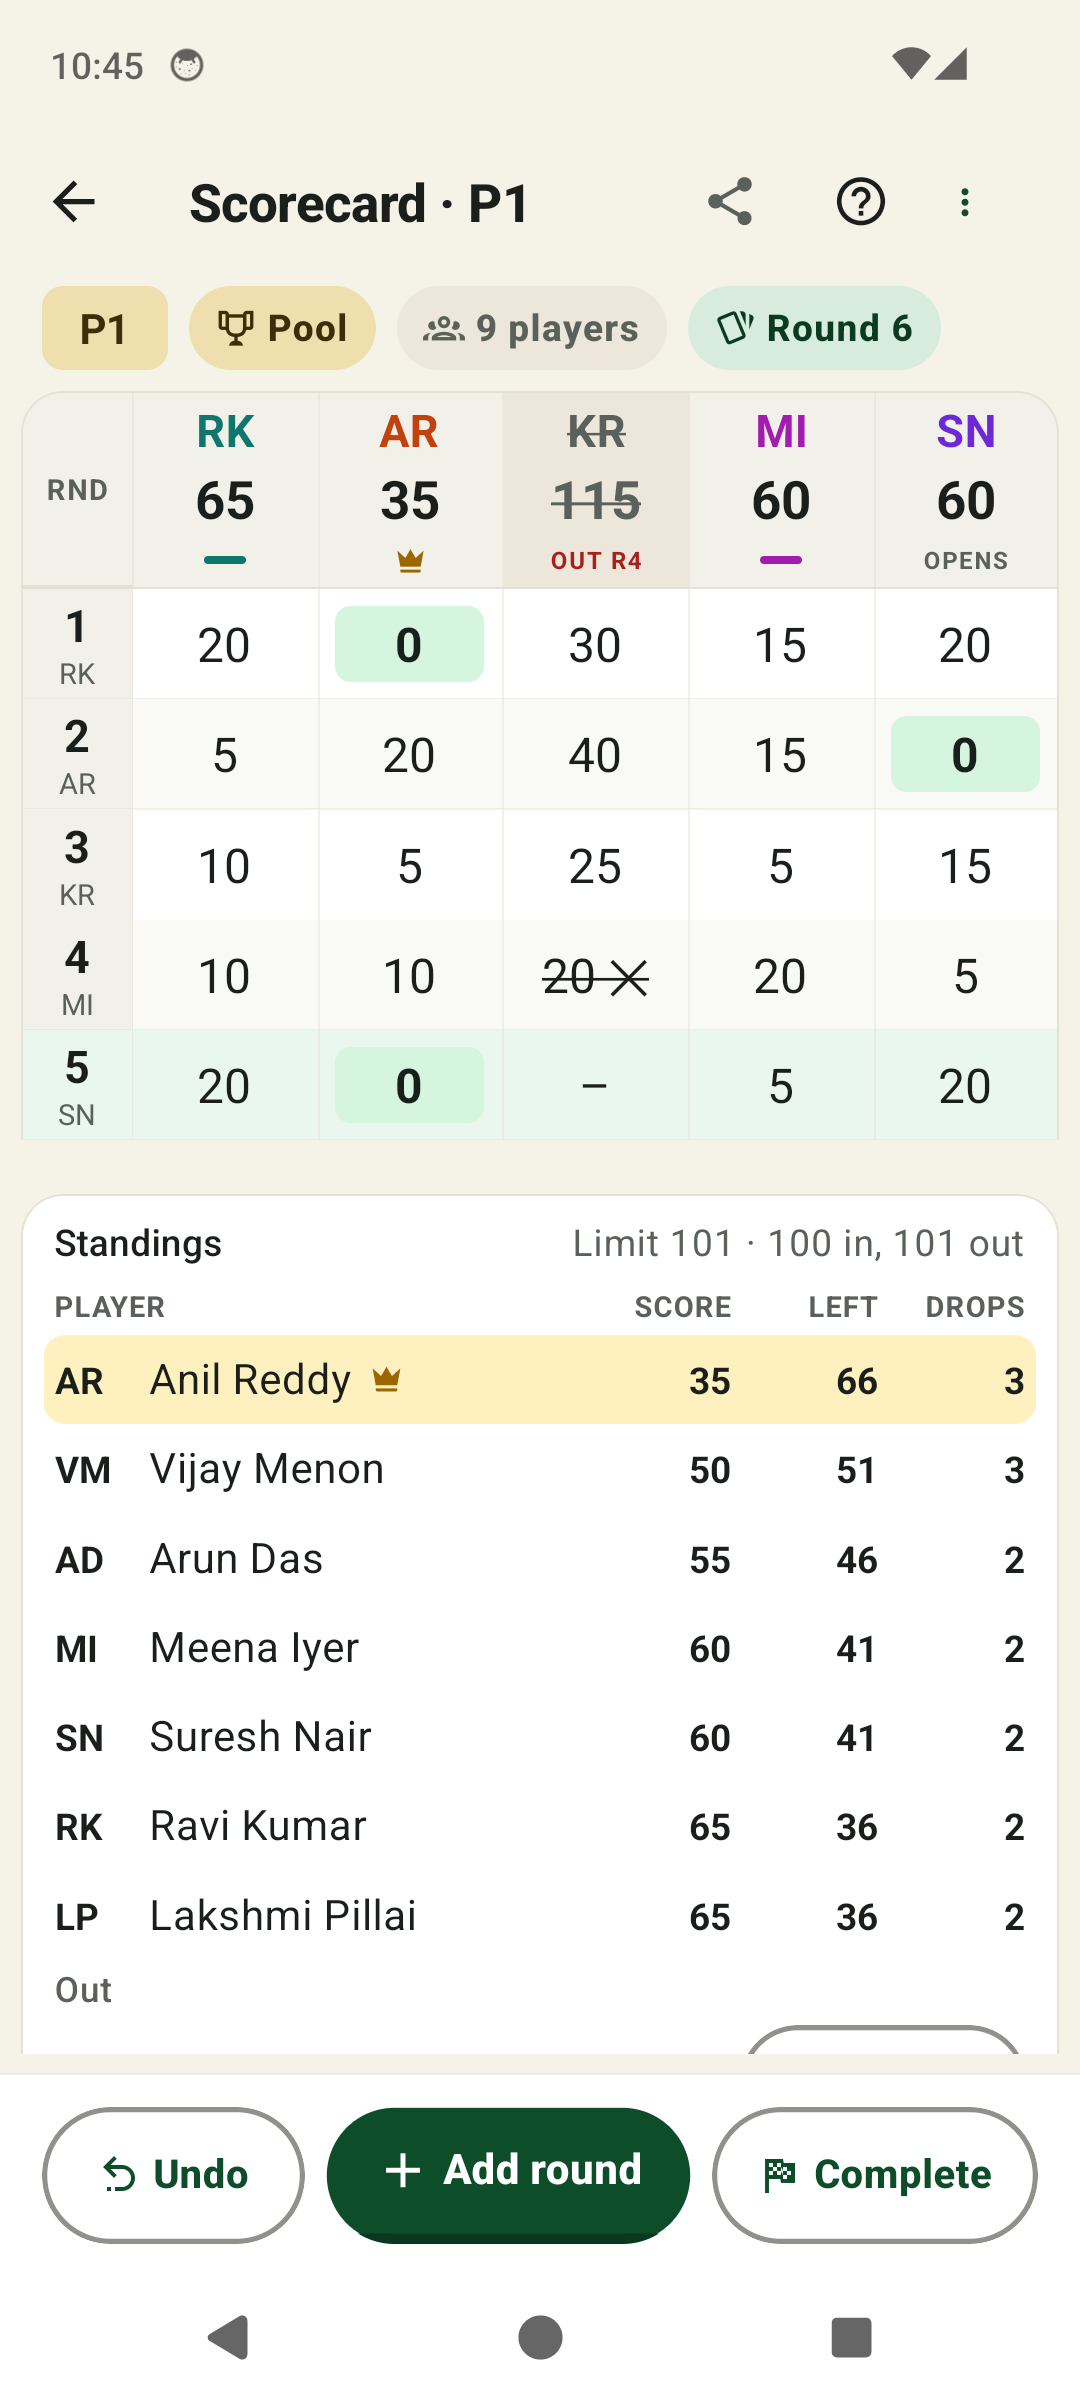 10:45
Scorecard · P1
P1 Pool 9 players Round 6
RK AR KR MI SN
RND 65 35 115 60 60
OUT R4 OPENS
1 20 0 30 15 20
RK
2 5 20 40 15 0
AR
3 10 5 25 5 15
KR
4 10 10 20 × 20 5
MI
5 20 0 – 5 20
SN
Standings Limit 101 · 100 in, 101 out
PLAYER SCORE LEFT DROPS
AR Anil Reddy 35 66 3
VM Vijay Menon 50 51 3
AD Arun Das 55 46 2
MI Meena Iyer 60 41 2
SN Suresh Nair 60 41 2
RK Ravi Kumar 65 36 2
LP Lakshmi Pillai 65 36 2
Out
Undo + Add round Complete